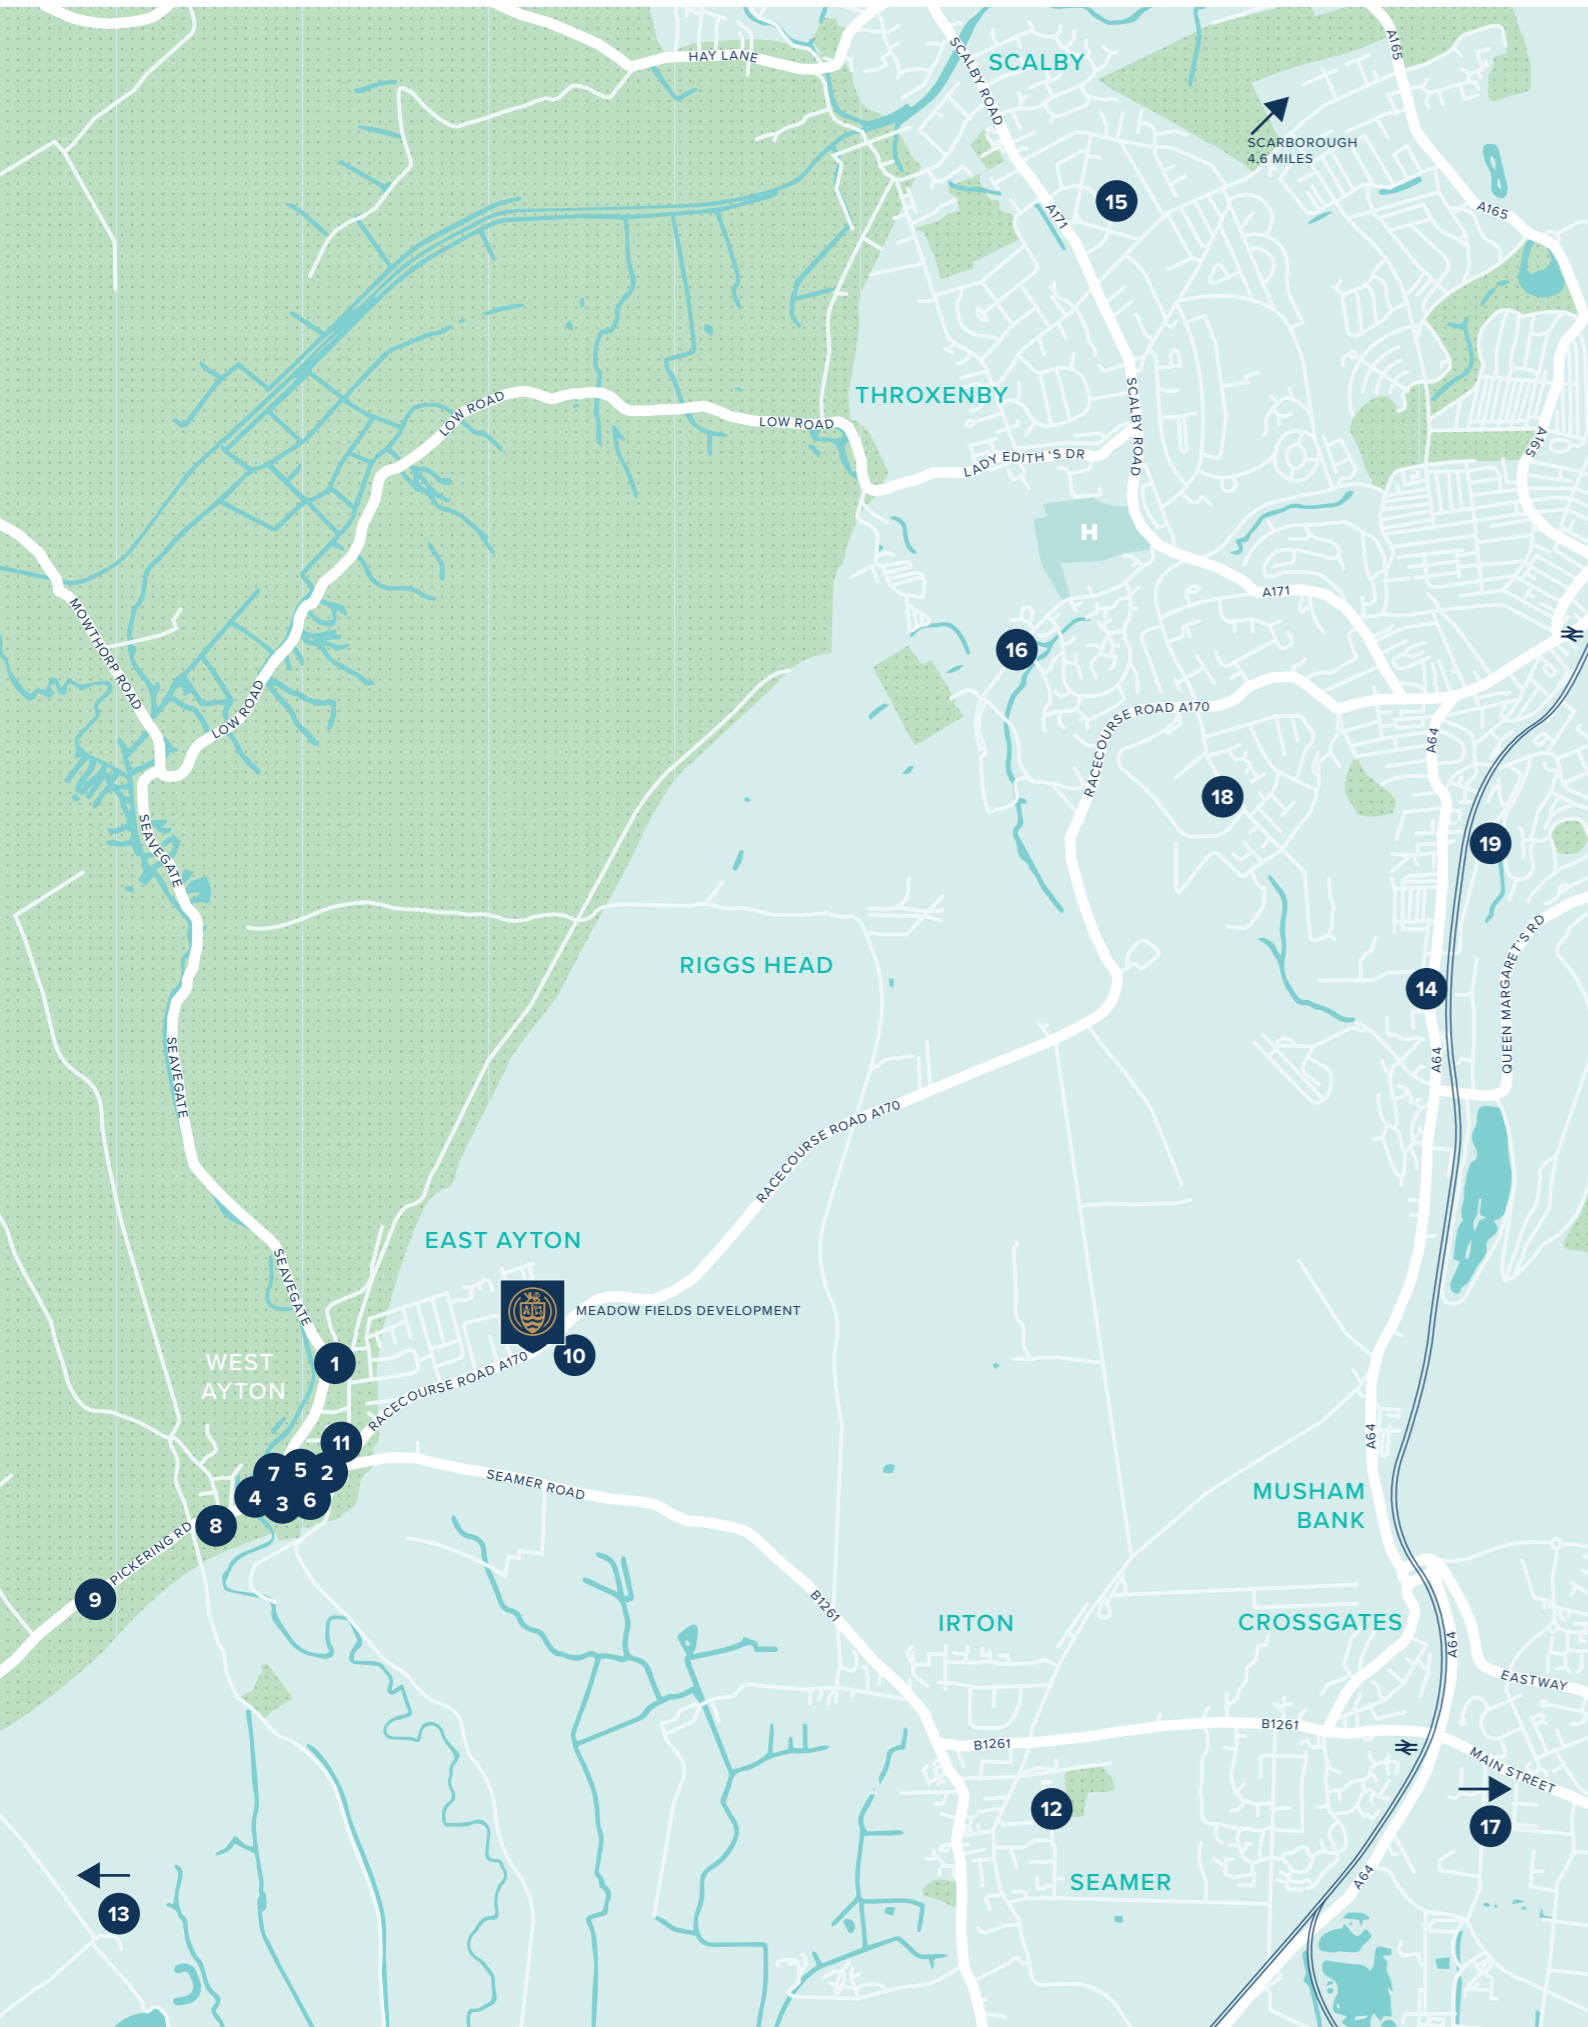 HAY LANE
SCALBY ROAD
SCALBY
A165
SCARBOROUGH
4.6 MILES
15
A171
A165
THROXENBY
SCALBY ROAD
LOW ROAD
LOW ROAD
LADY EDITH'S DR
A165
H
A171
MOWTHORP ROAD
LOW ROAD
16
RACECOURSE ROAD A170
A64
18
19
SEAVEGATE
RIGGS HEAD
QUEEN MARGARET'S RD
14
SEAVEGATE
A64
RACECOURSE ROAD A170
EAST AYTON
SEAVEGATE
MEADOW FIELDS DEVELOPMENT
WEST
AYTON
1
10
RACECOURSE ROAD A170
11
A64
7
5
2
4
3
6
SEAMER ROAD
MUSHAM
BANK
8
PICKERING RD
9
B1261
IRTON
CROSSGATES
A64
EASTWAY
B1261
B1261
MAIN STREET
12
17
SEAMER
A64
13